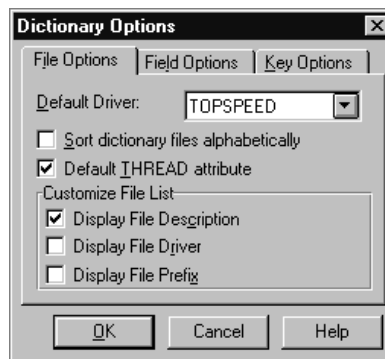 Dictionary Options
File Options Field Options Key Options
Default Driver: TOPSPEED
Sort dictionary files alphabetically
Default THREAD attribute
Customize File List
Display File Description
Display File Driver
Display File Prefix
OK Cancel Help